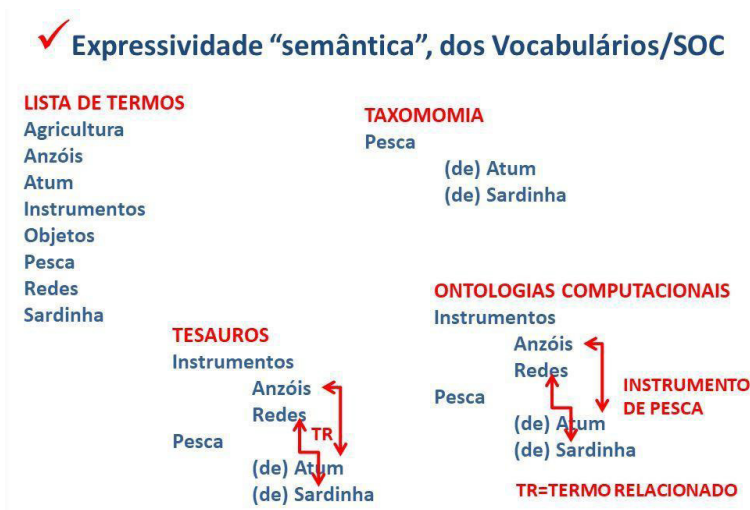 Expressividade “semântica”, dos Vocabulários/SOC
LISTA DE TERMOS
Agricultura
Anzóis
Atum
Instrumentos
Objetos
Pesca
Redes
Sardinha
TAXOMOMIA
Pesca
(de) Atum
(de) Sardinha
TESAUROS
Instrumentos
Anzóis
Redes
TR
Pesca
(de) Atum
(de) Sardinha
ONTOLOGIAS COMPUTACIONAIS
Instrumentos
Anzóis
Redes
INSTRUMENTO
DE PESCA
Pesca
(de) Atum
(de) Sardinha
TR=TERMO RELACIONADO